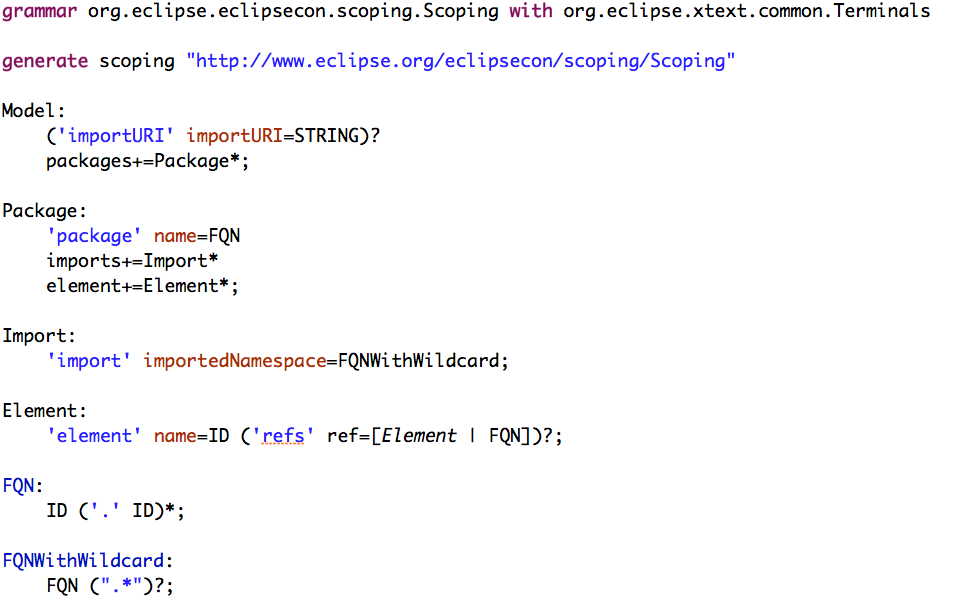 grammar org.eclipse.eclipsecon.scoping.Scoping with org.eclipse.xtext.common.Terminals
generate scoping "http://www.eclipse.org/eclipsecon/scoping/Scoping"
Model:
    ('importURI' importURI=STRING)?
    packages+=Package*;
Package:
    'package' name=FQN
    imports+=Import*
    element+=Element*;
Import:
    'import' importedNamespace=FQNWithWildcard;
Element:
    'element' name=ID ('refs' ref=[Element | FQN])?;
FQN:
    ID ('.' ID)*;
FQNWithWildcard:
    FQN (".*")?;